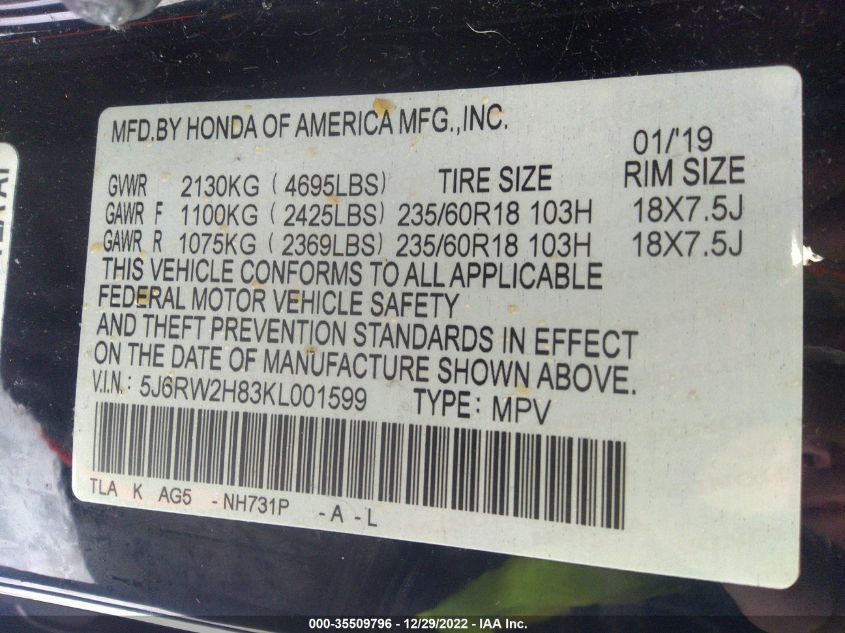 MFD.BY HONDA OF AMERICA MFG.,INC.
01/'19
GVWR 2130KG ( 4695LBS) TIRE SIZE RIM SIZE
GAWR F 1100KG ( 2425LBS) 235/60R18 103H 18X7.5J
GAWR R 1075KG ( 2369LBS) 235/60R18 103H 18X7.5J
THIS VEHICLE CONFORMS TO ALL APPLICABLE
FEDERAL MOTOR VEHICLE SAFETY
AND THEFT PREVENTION STANDARDS IN EFFECT
ON THE DATE OF MANUFACTURE SHOWN ABOVE.
V.I.N.: 5J6RW2H83KL001599 TYPE: MPV
TLA K AG5 - NH731P - A - L
000-35509796 - 12/29/2022 - IAA Inc.